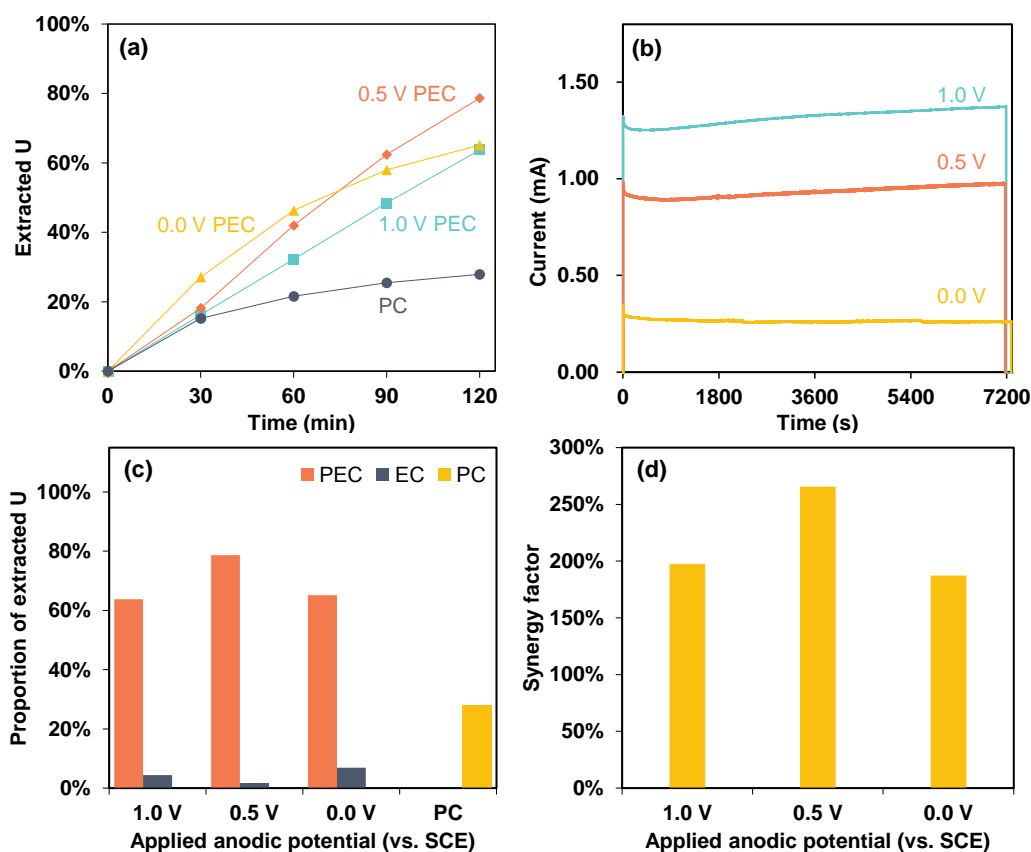 (a)
Extracted U
100%
80%
60%
40%
20%
0%
0.5 V PEC
0.0 V PEC
1.0 V PEC
PC
0
30
60
90
120
Time (min)
(b)
Current (mA)
1.50
1.00
0.50
0.00
1.0 V
0.5 V
0.0 V
0
1800
3600
5400
7200
Time (s)
(c)
PEC
EC
PC
Proportion of extracted U
100%
80%
60%
40%
20%
0%
1.0 V
0.5 V
0.0 V
PC
Applied anodic potential (vs. SCE)
(d)
Synergy factor
300%
250%
200%
150%
100%
50%
0%
1.0 V
0.5 V
0.0 V
Applied anodic potential (vs. SCE)